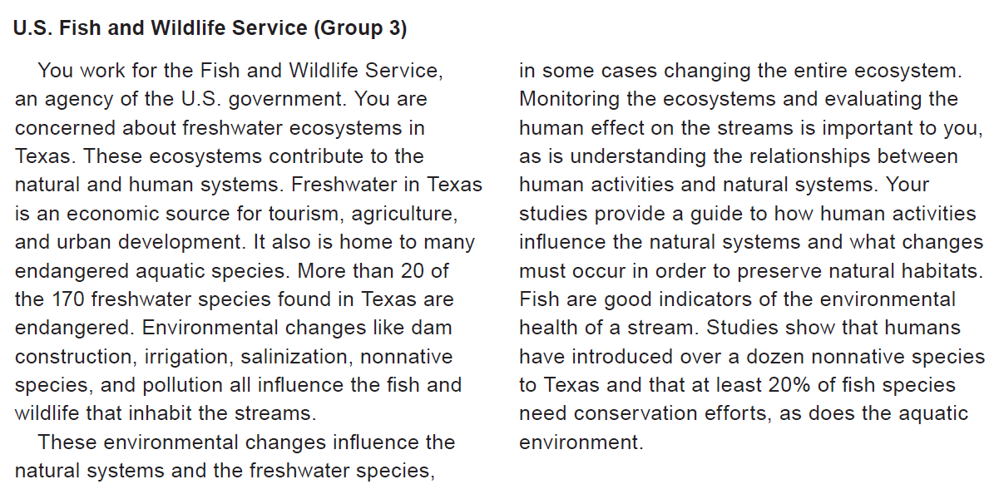 U.S. Fish and Wildlife Service (Group 3)
You work for the Fish and Wildlife Service,
an agency of the U.S. government. You are
concerned about freshwater ecosystems in
Texas. These ecosystems contribute to the
natural and human systems. Freshwater in Texas
is an economic source for tourism, agriculture,
and urban development. It also is home to many
endangered aquatic species. More than 20 of
the 170 freshwater species found in Texas are
endangered. Environmental changes like dam
construction, irrigation, salinization, nonnative
species, and pollution all influence the fish and
wildlife that inhabit the streams.
These environmental changes influence the
natural systems and the freshwater species,
in some cases changing the entire ecosystem.
Monitoring the ecosystems and evaluating the
human effect on the streams is important to you,
as is understanding the relationships between
human activities and natural systems. Your
studies provide a guide to how human activities
influence the natural systems and what changes
must occur in order to preserve natural habitats.
Fish are good indicators of the environmental
health of a stream. Studies show that humans
have introduced over a dozen nonnative species
to Texas and that at least 20% of fish species
need conservation efforts, as does the aquatic
environment.